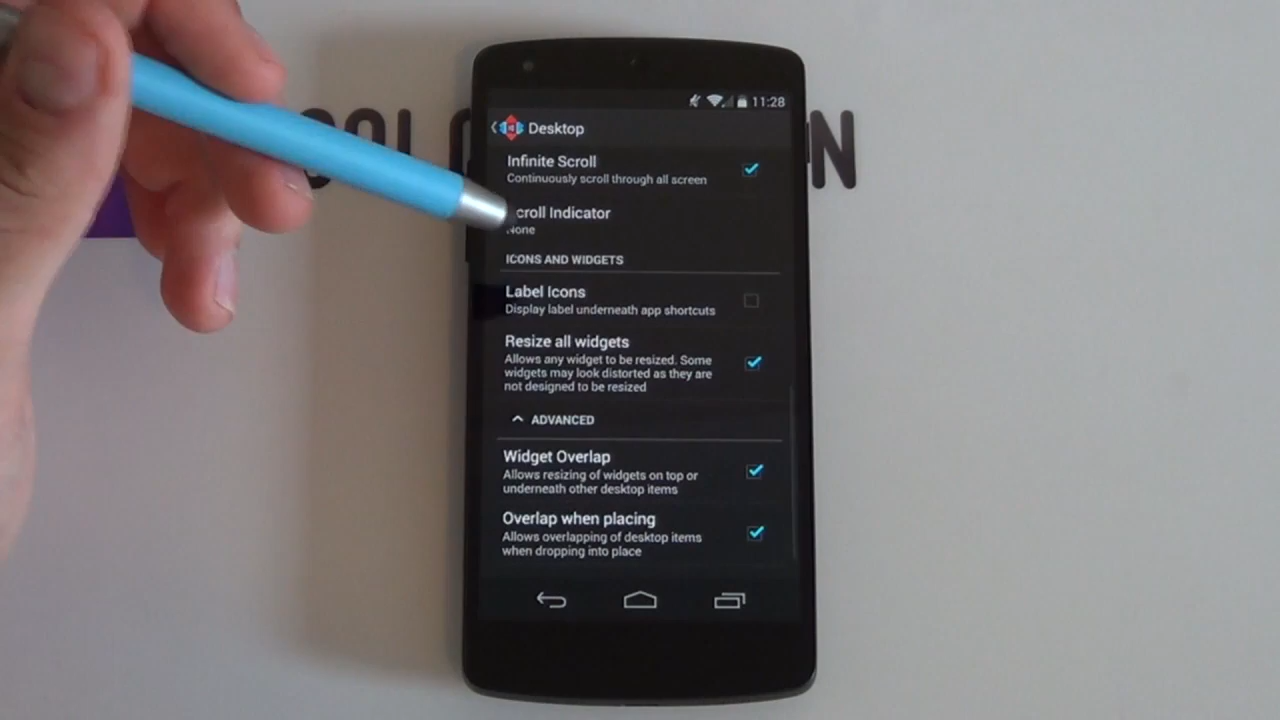 11:28
Desktop
Infinite Scroll
Continuously scroll through all screen
croll Indicator
None
ICONS AND WIDGETS
Label Icons
Display label underneath app shortcuts
Resize all widgets
Allows any widget to be resized. Some
widgets may look distorted as they are
not designed to be resized
ADVANCED
Widget Overlap
Allows resizing of widgets on top or
underneath other desktop items
Overlap when placing
Allows overlapping of desktop items
when dropping into place